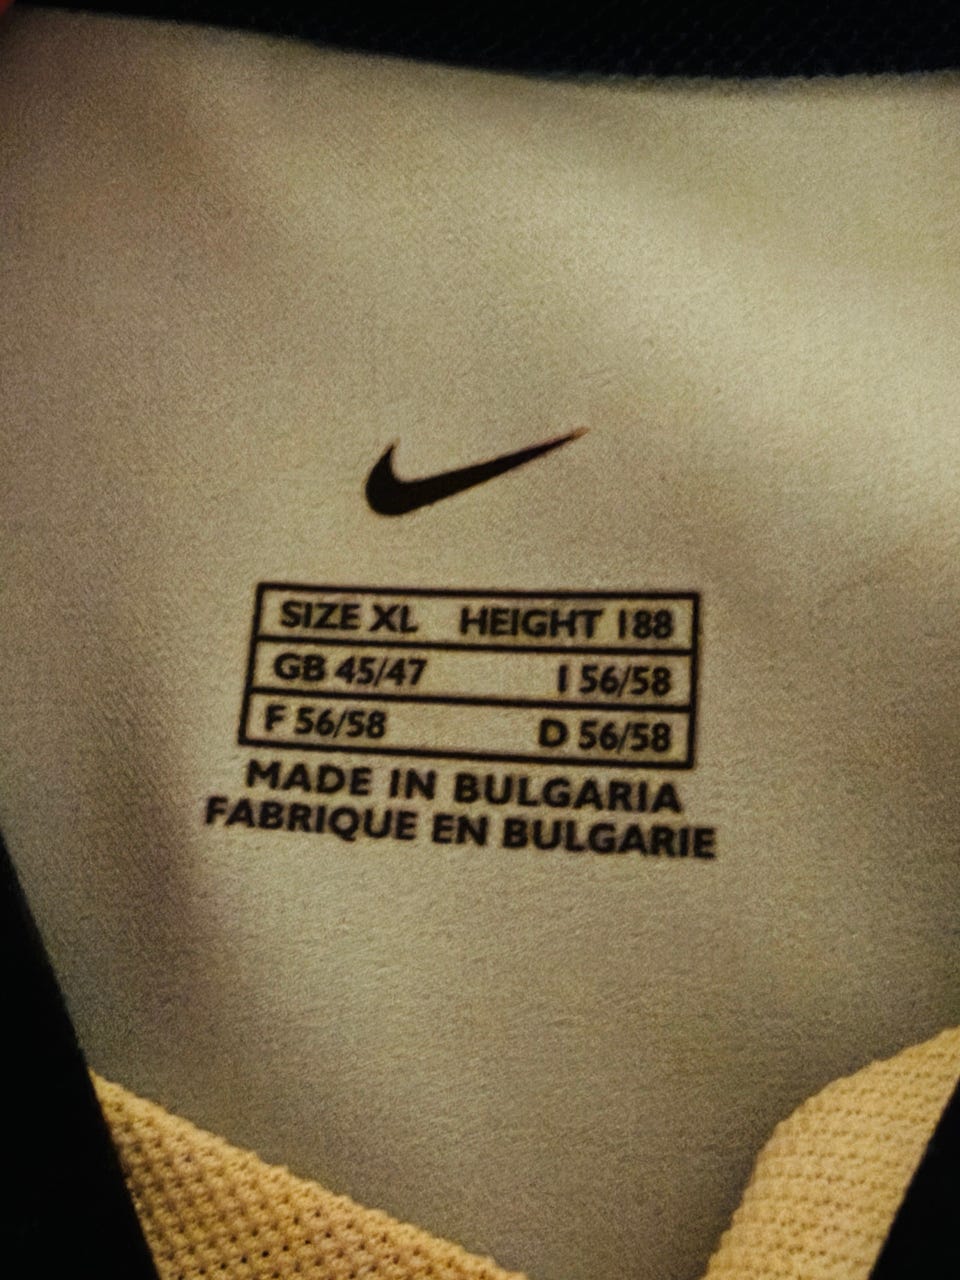 SIZE XL HEIGHT 188
GB 45/47 I 56/58
F 56/58 D 56/58
MADE IN BULGARIA
FABRIQUE EN BULGARIE